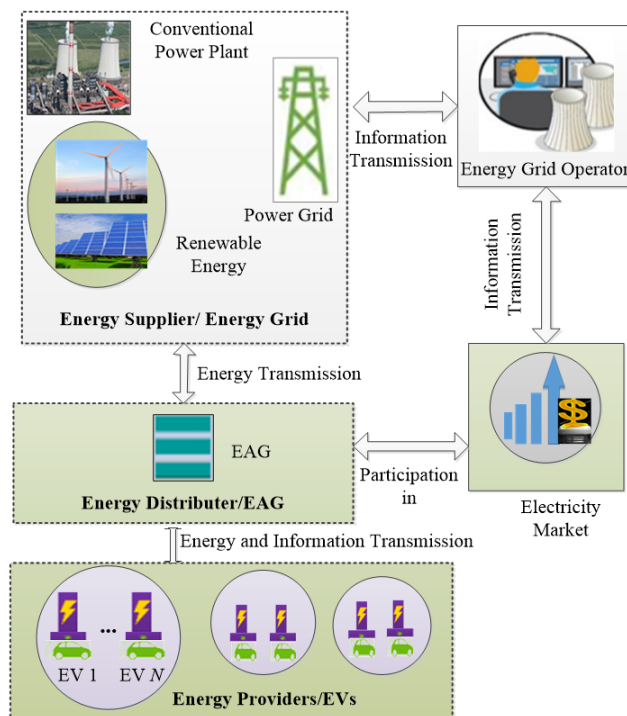 Conventional
Power Plant
Power Grid
Renewable
Energy
Energy Supplier/ Energy Grid
Information
Transmission
Energy Grid Operator
Information
Transmission
Energy Transmission
EAG
Energy Distributer/EAG
Participation
in
$
Electricity
Market
Energy and Information Transmission
...
EV 1
EV N
Energy Providers/EVs